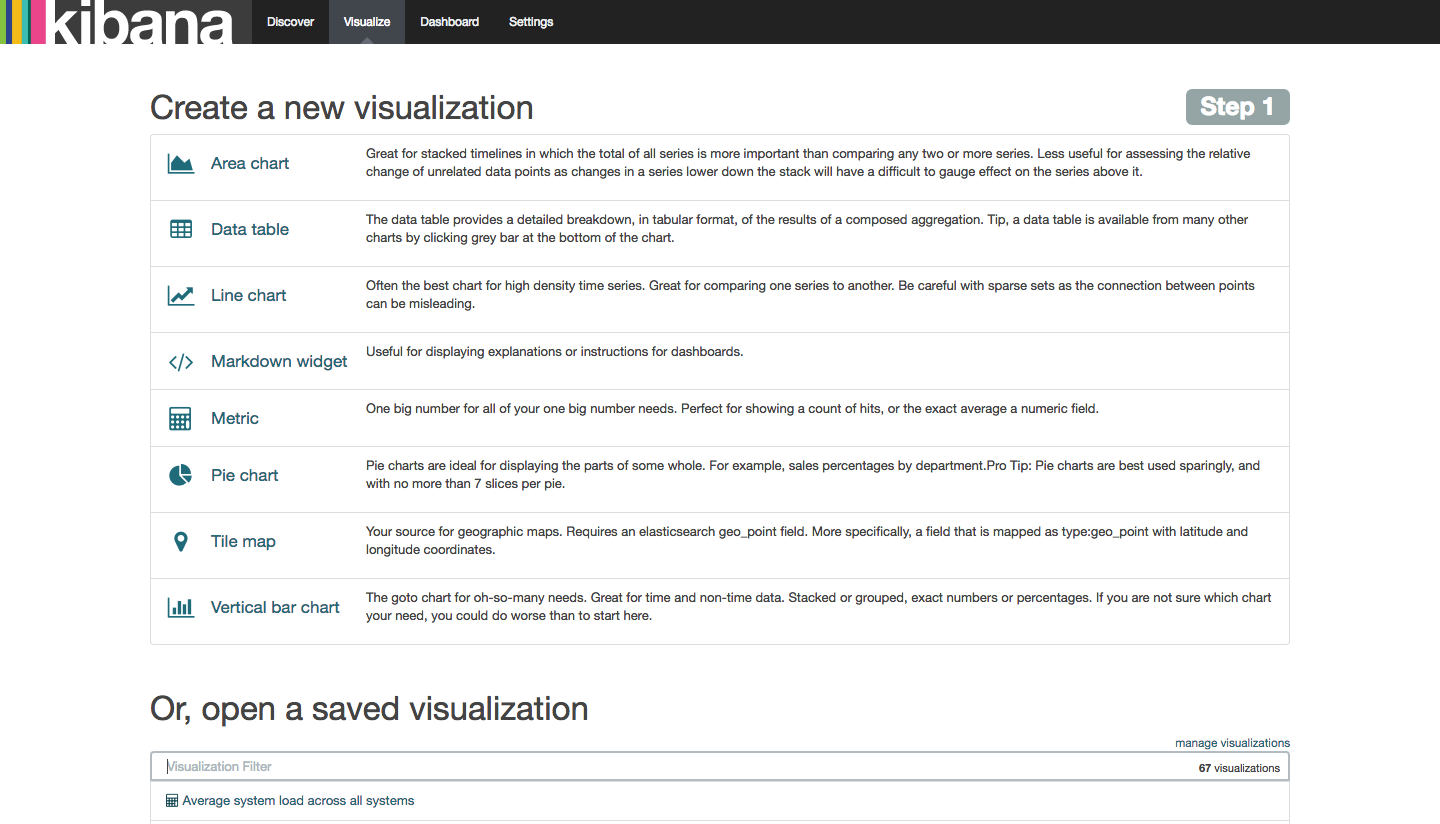 kibana
Discover
Visualize
Dashboard
Settings
Create a new visualization
Step 1
Area chart
Great for stacked timelines in which the total of all series is more important than comparing any two or more series. Less useful for assessing the relative
change of unrelated data points as changes in a series lower down the stack will have a difficult to gauge effect on the series above it.
Data table
The data table provides a detailed breakdown, in tabular format, of the results of a composed aggregation. Tip, a data table is available from many other
charts by clicking grey bar at the bottom of the chart.
Line chart
Often the best chart for high density time series. Great for comparing one series to another. Be careful with sparse sets as the connection between points
can be misleading.
Markdown widget
Useful for displaying explanations or instructions for dashboards.
Metric
One big number for all of your one big number needs. Perfect for showing a count of hits, or the exact average a numeric field.
Pie chart
Pie charts are ideal for displaying the parts of some whole. For example, sales percentages by department.Pro Tip: Pie charts are best used sparingly, and
with no more than 7 slices per pie.
Tile map
Your source for geographic maps. Requires an elasticsearch geo_point field. More specifically, a field that is mapped as type:geo_point with latitude and
longitude coordinates.
Vertical bar chart
The goto chart for oh-so-many needs. Great for time and non-time data. Stacked or grouped, exact numbers or percentages. If you are not sure which chart
your need, you could do worse than to start here.
Or, open a saved visualization
manage visualizations
Visualization Filter
67 visualizations
Average system load across all systems